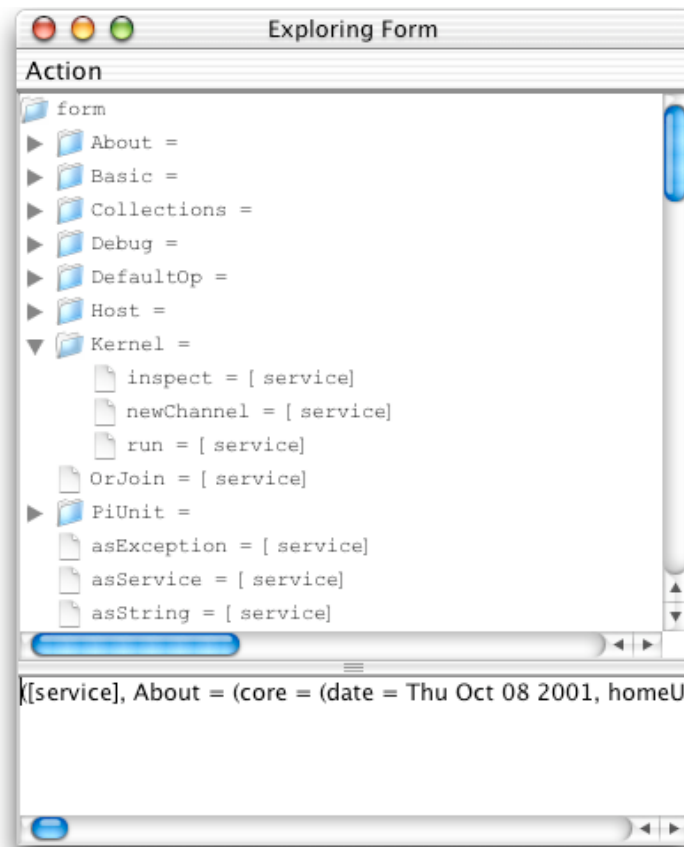 Exploring Form
Action
form
About =
Basic =
Collections =
Debug =
DefaultOp =
Host =
Kernel =
inspect = [ service]
newChannel = [ service]
run = [ service]
OrJoin = [ service]
PiUnit =
asException = [ service]
asService = [ service]
asString = [ service]
([service], About = (core = (date = Thu Oct 08 2001, homeU